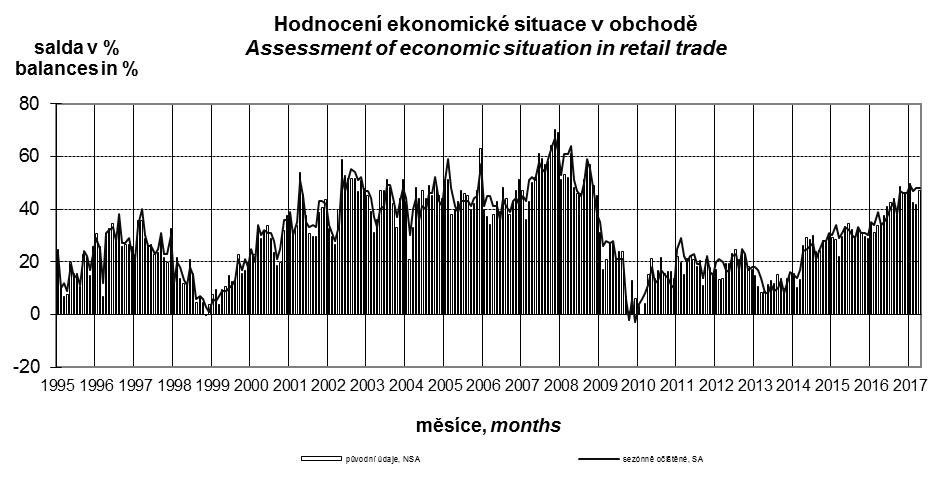 Hodnocení ekonomické situace v obchodě
Assessment of economic situation in retail trade
salda v %
balances in %
80
60
40
20
0
-20
1995 1996 1997 1998 1999 2000 2001 2002 2003 2004 2005 2006 2007 2008 2009 2010 2011 2012 2013 2014 2015 2016 2017
měsíce, months
původní údaje, NSA
sezónně očištěné, SA